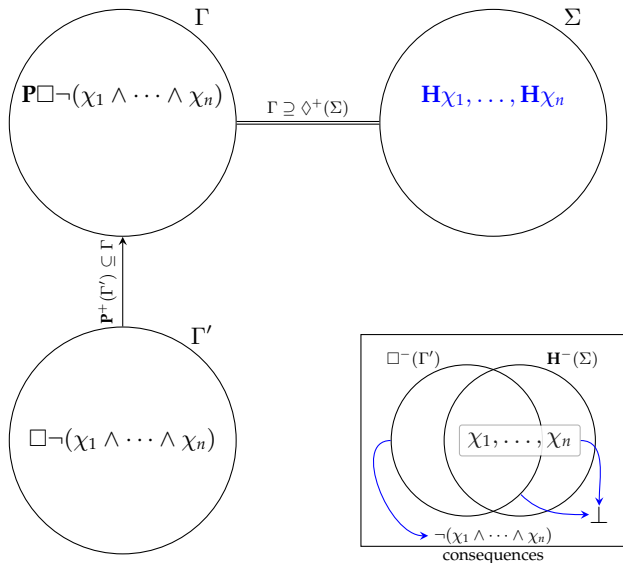 Γ
Σ
𝐏□¬(χ₁ ∧ ⋯ ∧ χₙ)
𝐇χ₁, . . . , 𝐇χₙ
Γ ⊇ ◊⁺(Σ)
𝐏⁺(Γ′) ⊆ Γ
Γ′
□¬(χ₁ ∧ ⋯ ∧ χₙ)
□⁻(Γ′)
𝐇⁻(Σ)
χ₁, . . . , χₙ
⊥
¬(χ₁ ∧ ⋯ ∧ χₙ)
consequences